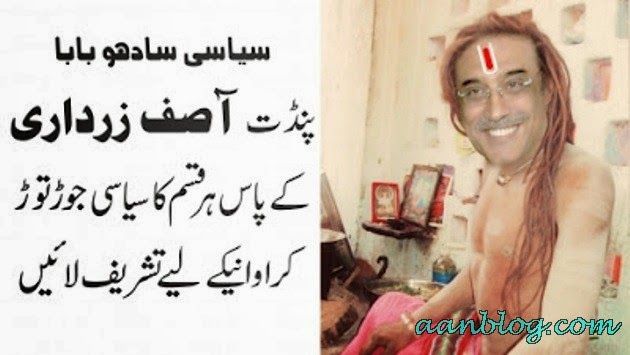 سیاسی سادھو بابا
پنڈت آصف زرداری
کے پاس ہر قسم کا سیاسی جوڑ توڑ
کراوانیکے لیے تشریف لائیں
aanblog.com